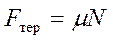 Fтер = μN